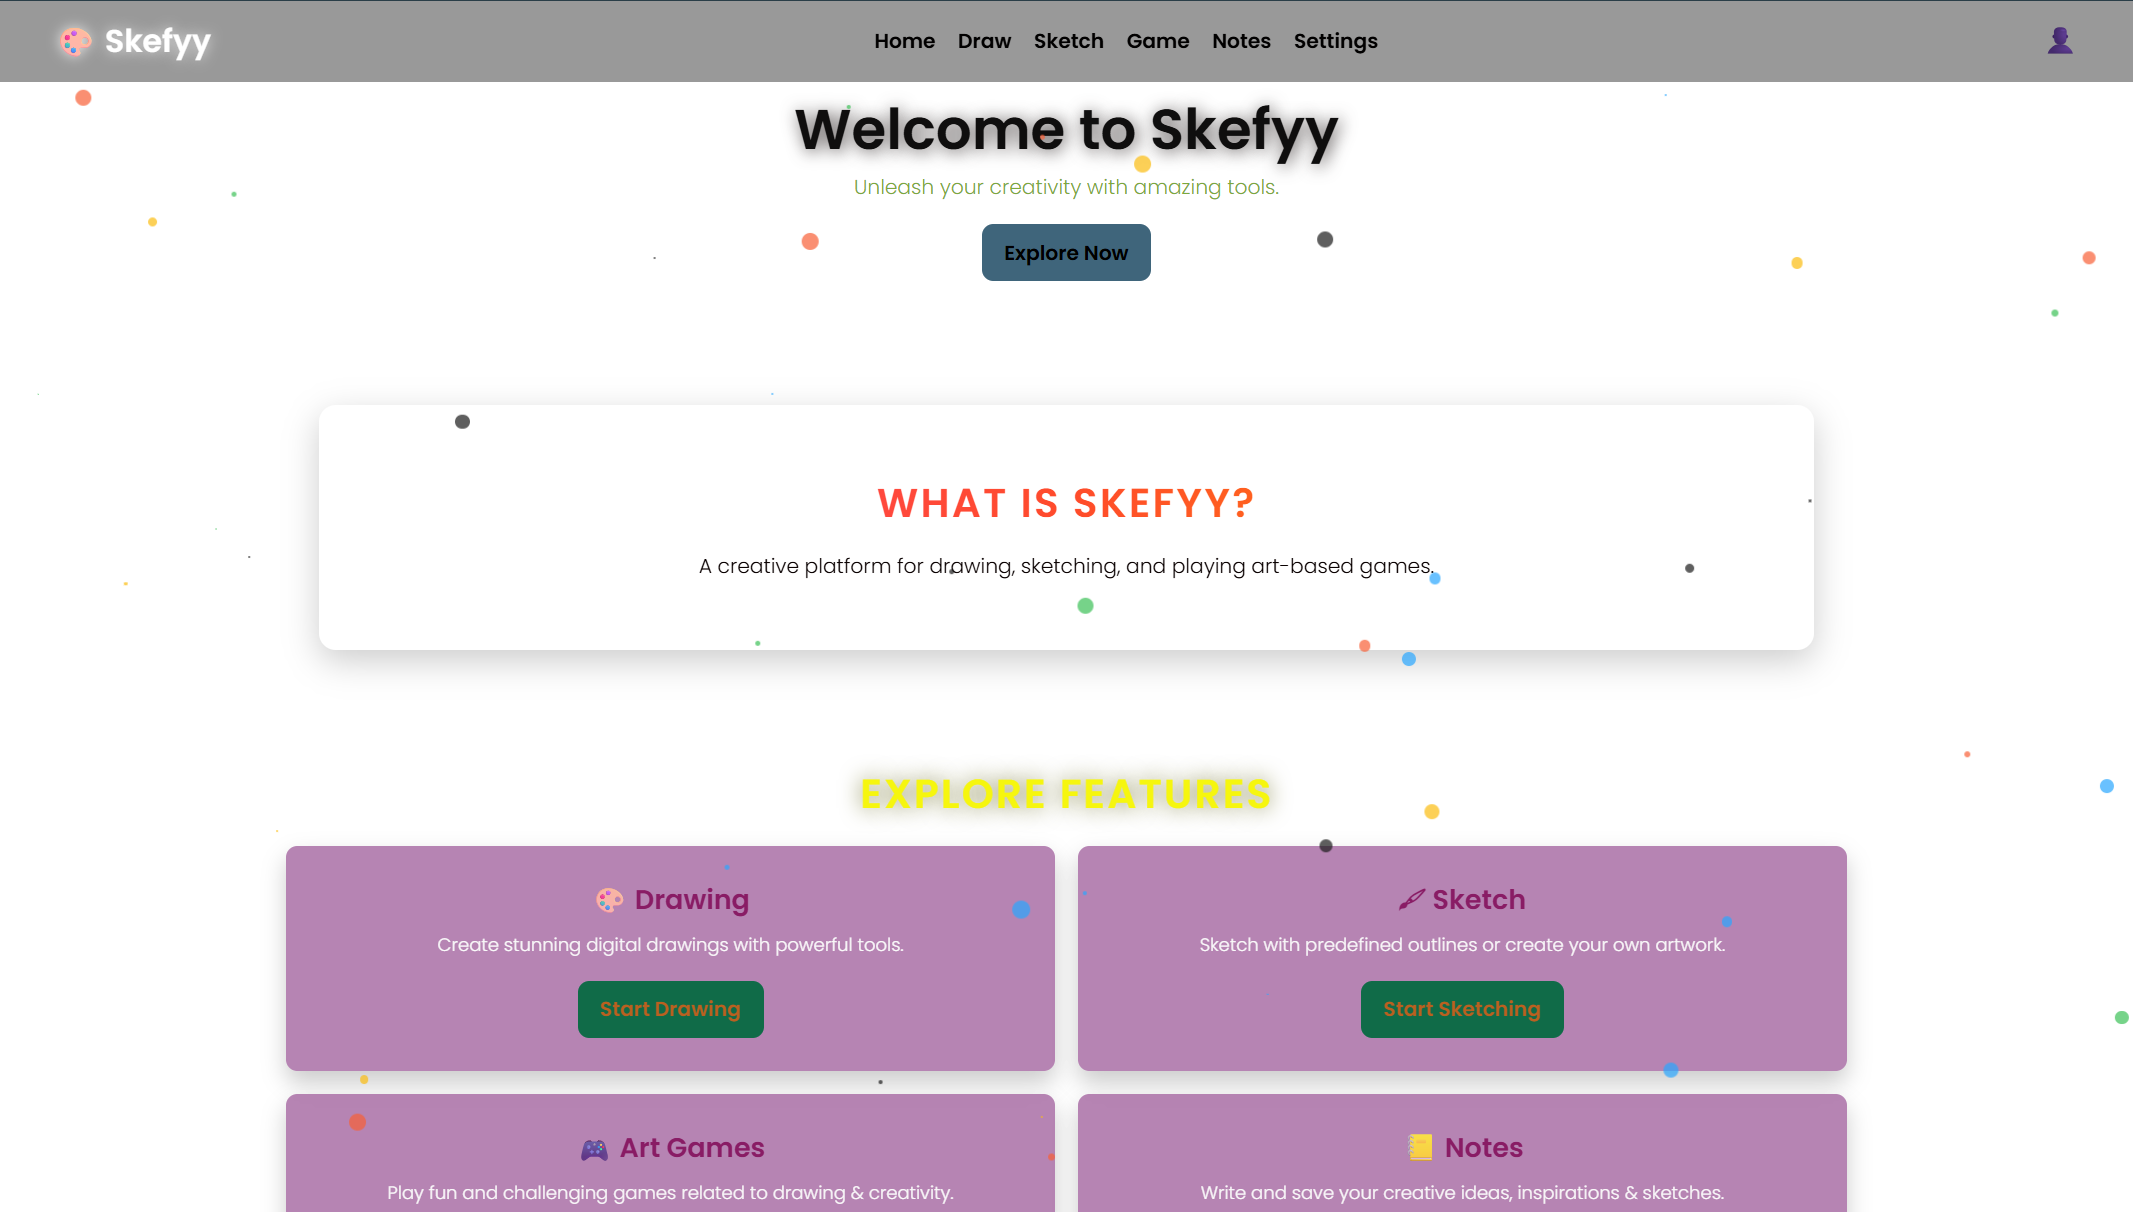 Skefyy
Home Draw Sketch Game Notes Settings
Welcome to Skefyy
Unleash your creativity with amazing tools.
Explore Now
WHAT IS SKEFYY?
A creative platform for drawing, sketching, and playing art-based games.
EXPLORE FEATURES
Drawing
Create stunning digital drawings with powerful tools.
Start Drawing
Sketch
Sketch with predefined outlines or create your own artwork.
Start Sketching
Art Games
Play fun and challenging games related to drawing & creativity.
Notes
Write and save your creative ideas, inspirations & sketches.